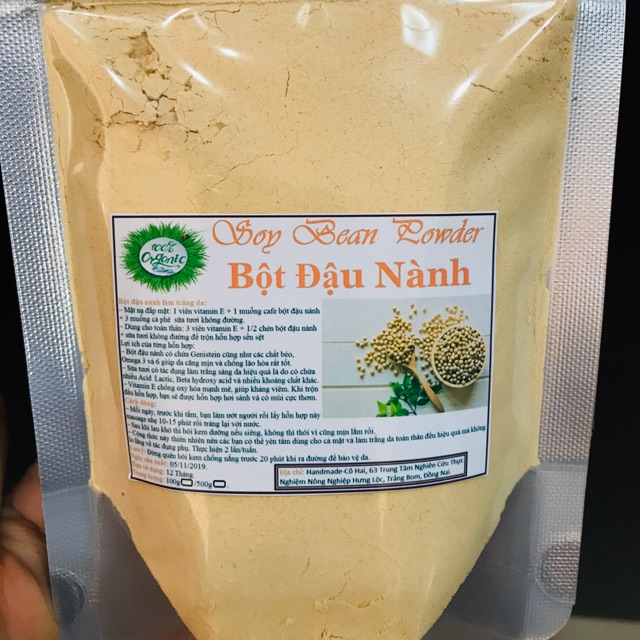 Soy Bean Powder
100%
Organic
Bột Đậu Nành
Bột đậu nành làm trắng da:
- Mặt nạ đắp mặt: 1 viên vitamin E + 1 muỗng cafe bột đậu nành
+ 3 muỗng cà phê sữa tươi không đường.
- Dùng cho toàn thân: 3 viên vitamin E + 1/2 chén bột đậu nành
+ sữa tươi không đường để trộn hỗn hợp sền sệt
Lợi ích của từng hỗn hợp:
- Bột đậu nành có chứa Genistein cũng như các chất béo,
Omega 3 và 6 giúp da căng mịn và chống lão hóa rất tốt.
- Sữa tươi có tác dụng làm trắng sáng da hiệu quả là do có chứa
nhiều Acid Lactic, Beta hydroxy acid và nhiều khoáng chất khác.
- Vitamin E chống oxy hóa mạnh mẽ, giúp kháng viêm. Khi trộn
đều hỗn hợp, bạn sẽ được hỗn hợp hơi sánh và có mùi cực thơm.
Cách dùng:
- Mỗi ngày, trước khi tắm, bạn làm ướt người rồi lấy hỗn hợp này
massage nhẹ 10-15 phút rồi tráng lại với nước.
- Sau khi lau khô thì bôi kem dưỡng nếu siêng, không thì thôi vì cũng mịn lắm rồi.
- Công thức này thiên nhiên nên các bạn có thể yên tâm dùng cho cả mặt và làm trắng da toàn thân đều hiệu quả mà không
lo lắng về tác dụng phụ. Thực hiện 2 lần/tuần.
Lưu ý: Đừng quên bôi kem chống nắng trước 20 phút khi ra đường để bảo vệ da.
Ngày sản xuất: 05/11/2019.
Hạn sử dụng: 12 Tháng.
Trọng lượng: 100g /500g
Địa chỉ: Handmade-Cô Hai, 63 Trung Tâm Nghiên Cứu Thực
Nghiệm Nông Nghiệp Hưng Lộc, Trảng Bom, Đồng Nai.